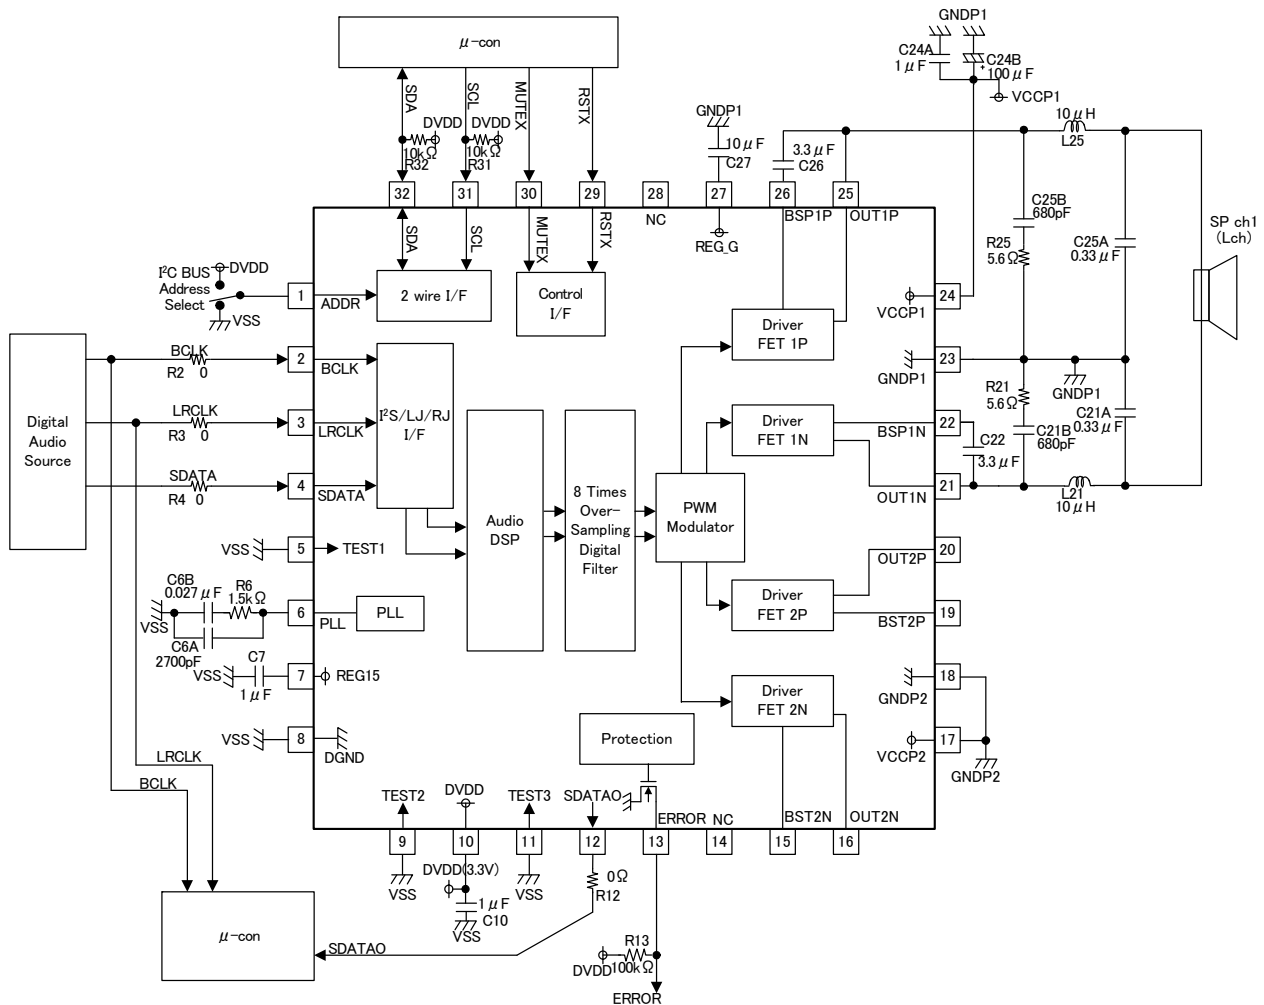 μ-con
SDA
SCL
MUTEX
RSTX
DVDD
10kΩ
R32
DVDD
10kΩ
R31
GNDP1
10μF
C27
3.3μF
C26
GNDP1
C24A
1μF
C24B
+
100μF
VCCP1
10μH
L25
32
31
30
29
28
27
26
25
SDA
SCL
MUTEX
RSTX
NC
REG_G
BSP1P
OUT1P
C25B
680pF
R25
5.6Ω
C25A
0.33μF
SP ch1
(Lch)
I²C BUS
Address
Select
DVDD
VSS
1
ADDR
2 wire I/F
Control
I/F
Driver
FET 1P
24
VCCP1
Digital
Audio
Source
BCLK
R2 0
2
BCLK
LRCLK
R3 0
3
LRCLK
SDATA
R4 0
4
SDATA
I²S/LJ/RJ
I/F
Audio
DSP
8 Times
Over-
Sampling
Digital
Filter
PWM
Modulator
Driver
FET 1N
23
GNDP1
GNDP1
22
BSP1N
C22
3.3μF
R21
5.6Ω
C21B
680pF
C21A
0.33μF
21
OUT1N
L21
10μH
VSS
5
TEST1
20
OUT2P
Driver
FET 2P
19
BST2P
C6B
0.027μF
R6
1.5kΩ
VSS
C6A
2700pF
6
PLL
PLL
C7
VSS
1μF
7
REG15
18
GNDP2
Driver
FET 2N
VSS
8
DGND
17
VCCP2
GNDP2
Protection
LRCLK
BCLK
TEST2
DVDD
TEST3
SDATAO
ERROR
NC
BST2N
OUT2N
9
10
11
12
13
14
15
16
VSS
DVDD(3.3V)
1μF
C10
VSS
VSS
0Ω
R12
μ-con
SDATAO
R13
DVDD
100kΩ
ERROR